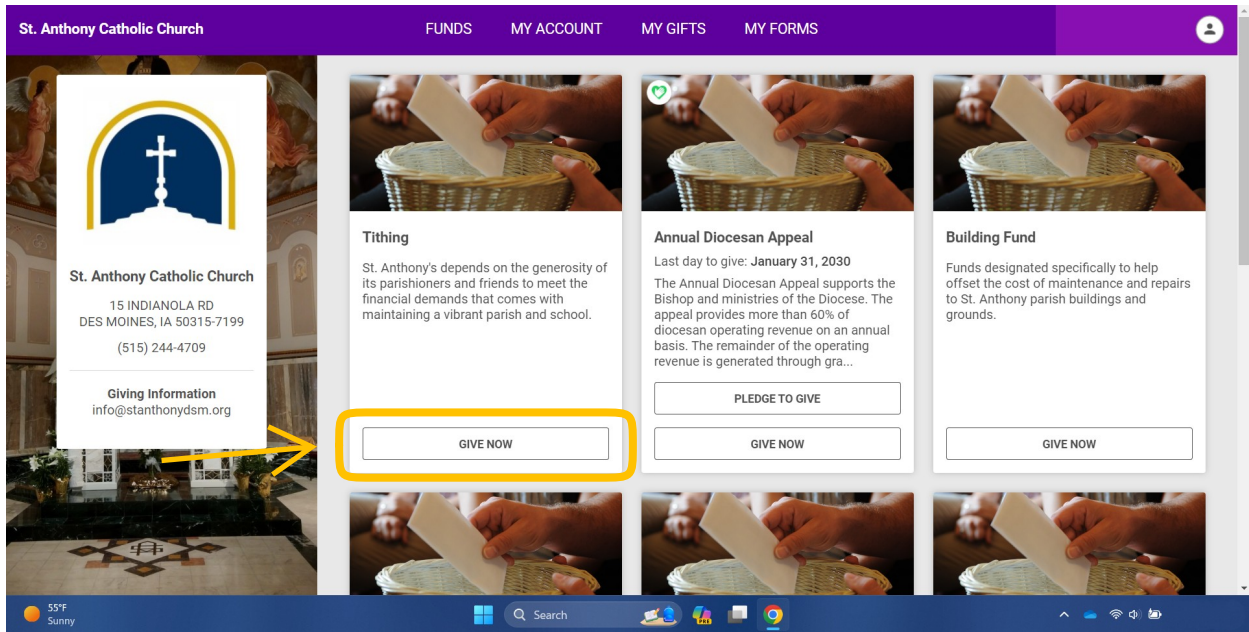 St. Anthony Catholic Church
FUNDS MY ACCOUNT MY GIFTS MY FORMS
St. Anthony Catholic Church
15 INDIANOLA RD
DES MOINES, IA 50315-7199
(515) 244-4709
Giving Information
info@stanthonydsm.org
Tithing
St. Anthony's depends on the generosity of
its parishioners and friends to meet the
financial demands that comes with
maintaining a vibrant parish and school.
GIVE NOW
Annual Diocesan Appeal
Last day to give: January 31, 2030
The Annual Diocesan Appeal supports the
Bishop and ministries of the Diocese. The
appeal provides more than 60% of
diocesan operating revenue on an annual
basis. The remainder of the operating
revenue is generated through gra...
PLEDGE TO GIVE
GIVE NOW
Building Fund
Funds designated specifically to help
offset the cost of maintenance and repairs
to St. Anthony parish buildings and
grounds.
GIVE NOW
55°F
Sunny
Search
PRE